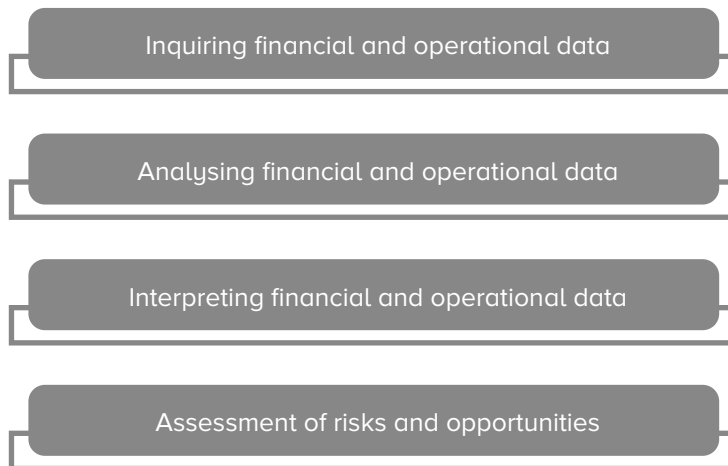 Inquiring financial and operational data
Analysing financial and operational data
Interpreting financial and operational data
Assessment of risks and opportunities